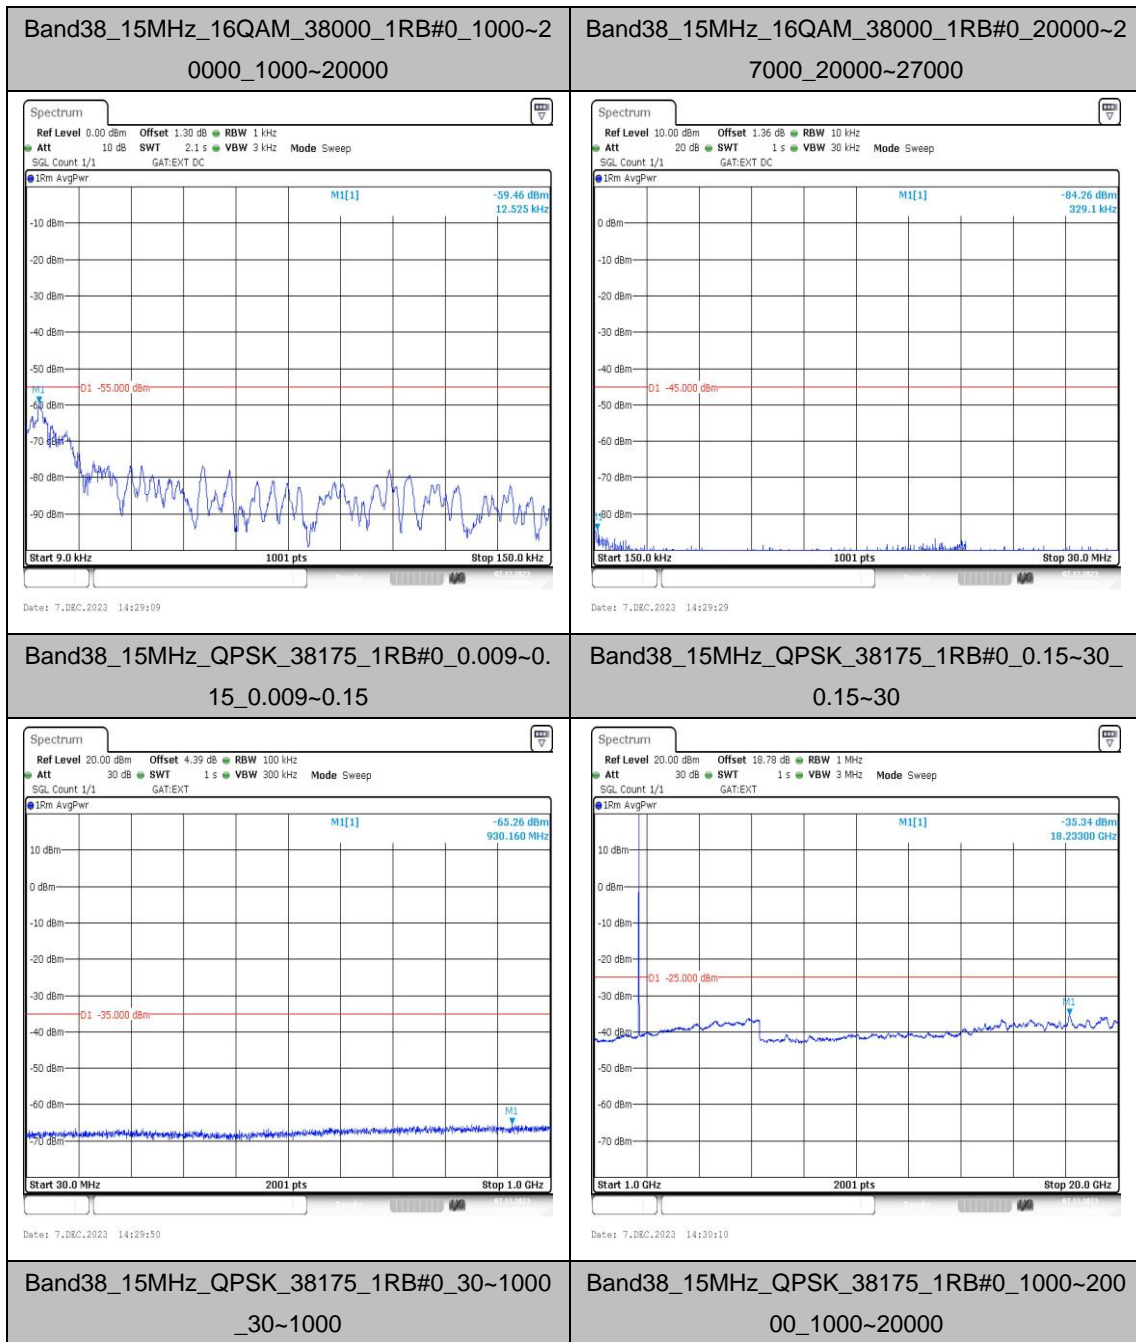 Band38_15MHz_16QAM_38000_1RB#0_1000~2
0000_1000~20000
Band38_15MHz_16QAM_38000_1RB#0_20000~2
7000_20000~27000
Spectrum
Ref Level 0.00 dBm Offset 1.30 dB RBW 1 kHz
Att 10 dB SWT 2.1 s VBW 3 kHz Mode Sweep
SGL Count 1/1 GAT:EXT DC
1Rm AvgPwr
M1[1] -59.46 dBm
12.525 kHz
-10 dBm
-20 dBm
-30 dBm
-40 dBm
-50 dBm
D1 -55.000 dBm
M1
-60 dBm
-70 dBm
-80 dBm
-90 dBm
Start 9.0 kHz 1001 pts Stop 150.0 kHz
Date: 7.DEC.2023 14:29:09
Spectrum
Ref Level 10.00 dBm Offset 1.36 dB RBW 10 kHz
Att 20 dB SWT 1 s VBW 30 kHz Mode Sweep
SGL Count 1/1 GAT:EXT DC
1Rm AvgPwr
M1[1] -84.26 dBm
329.1 kHz
0 dBm
-10 dBm
-20 dBm
-30 dBm
-40 dBm
D1 -45.000 dBm
-50 dBm
-60 dBm
-70 dBm
-80 dBm
Start 150.0 kHz 1001 pts Stop 30.0 MHz
Date: 7.DEC.2023 14:29:29
Band38_15MHz_QPSK_38175_1RB#0_0.009~0.
15_0.009~0.15
Band38_15MHz_QPSK_38175_1RB#0_0.15~30_
0.15~30
Spectrum
Ref Level 20.00 dBm Offset 4.39 dB RBW 100 kHz
Att 30 dB SWT 1 s VBW 300 kHz Mode Sweep
SGL Count 1/1 GAT:EXT
1Rm AvgPwr
M1[1] -65.26 dBm
930.160 MHz
10 dBm
0 dBm
-10 dBm
-20 dBm
-30 dBm
D1 -35.000 dBm
-40 dBm
-50 dBm
-60 dBm
M1
-70 dBm
Start 30.0 MHz 2001 pts Stop 1.0 GHz
Date: 7.DEC.2023 14:29:50
Spectrum
Ref Level 20.00 dBm Offset 18.78 dB RBW 1 MHz
Att 30 dB SWT 1 s VBW 3 MHz Mode Sweep
SGL Count 1/1 GAT:EXT
1Rm AvgPwr
M1[1] -35.34 dBm
18.23300 GHz
10 dBm
0 dBm
-10 dBm
-20 dBm
D1 -25.000 dBm
-30 dBm
M1
-40 dBm
-50 dBm
-60 dBm
-70 dBm
Start 1.0 GHz 2001 pts Stop 20.0 GHz
Date: 7.DEC.2023 14:30:10
Band38_15MHz_QPSK_38175_1RB#0_30~1000
_30~1000
Band38_15MHz_QPSK_38175_1RB#0_1000~200
00_1000~20000